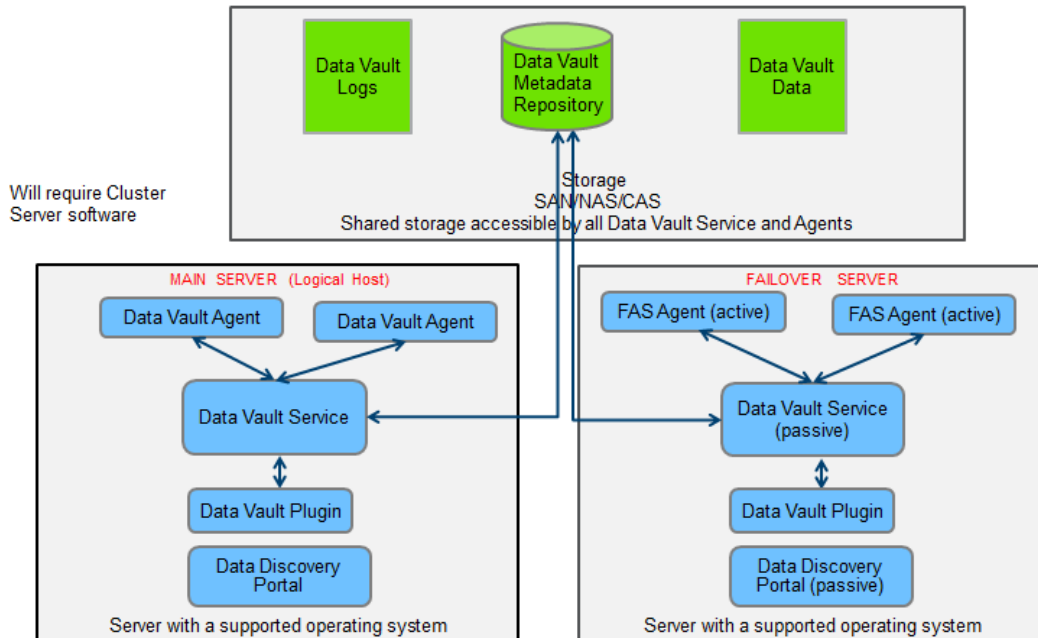 Data Vault
Logs
Data Vault
Metadata
Repository
Data Vault
Data
Will require Cluster
Server software
Storage
SAN/NAS/CAS
Shared storage accessible by all Data Vault Service and Agents
MAIN SERVER (Logical Host)
Data Vault Agent
Data Vault Agent
Data Vault Service
Data Vault Plugin
Data Discovery
Portal
Server with a supported operating system
FAILOVER SERVER
FAS Agent (active)
FAS Agent (active)
Data Vault Service
(passive)
Data Vault Plugin
Data Discovery
Portal (passive)
Server with a supported operating system